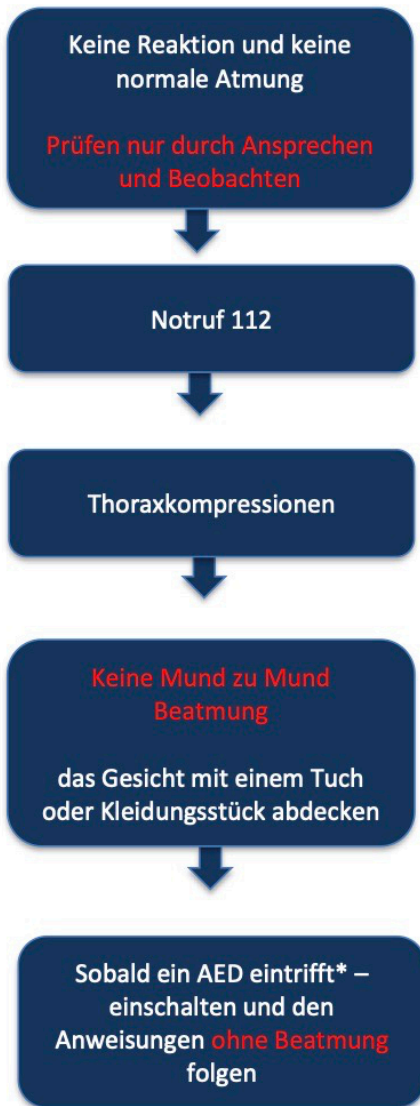 Keine Reaktion und keine
normale Atmung
Prüfen nur durch Ansprechen
und Beobachten
Notruf 112
Thoraxkompressionen
Keine Mund zu Mund
Beatmung
das Gesicht mit einem Tuch
oder Kleidungsstück abdecken
Sobald ein AED eintrifft* –
einschalten und den
Anweisungen ohne Beatmung
folgen